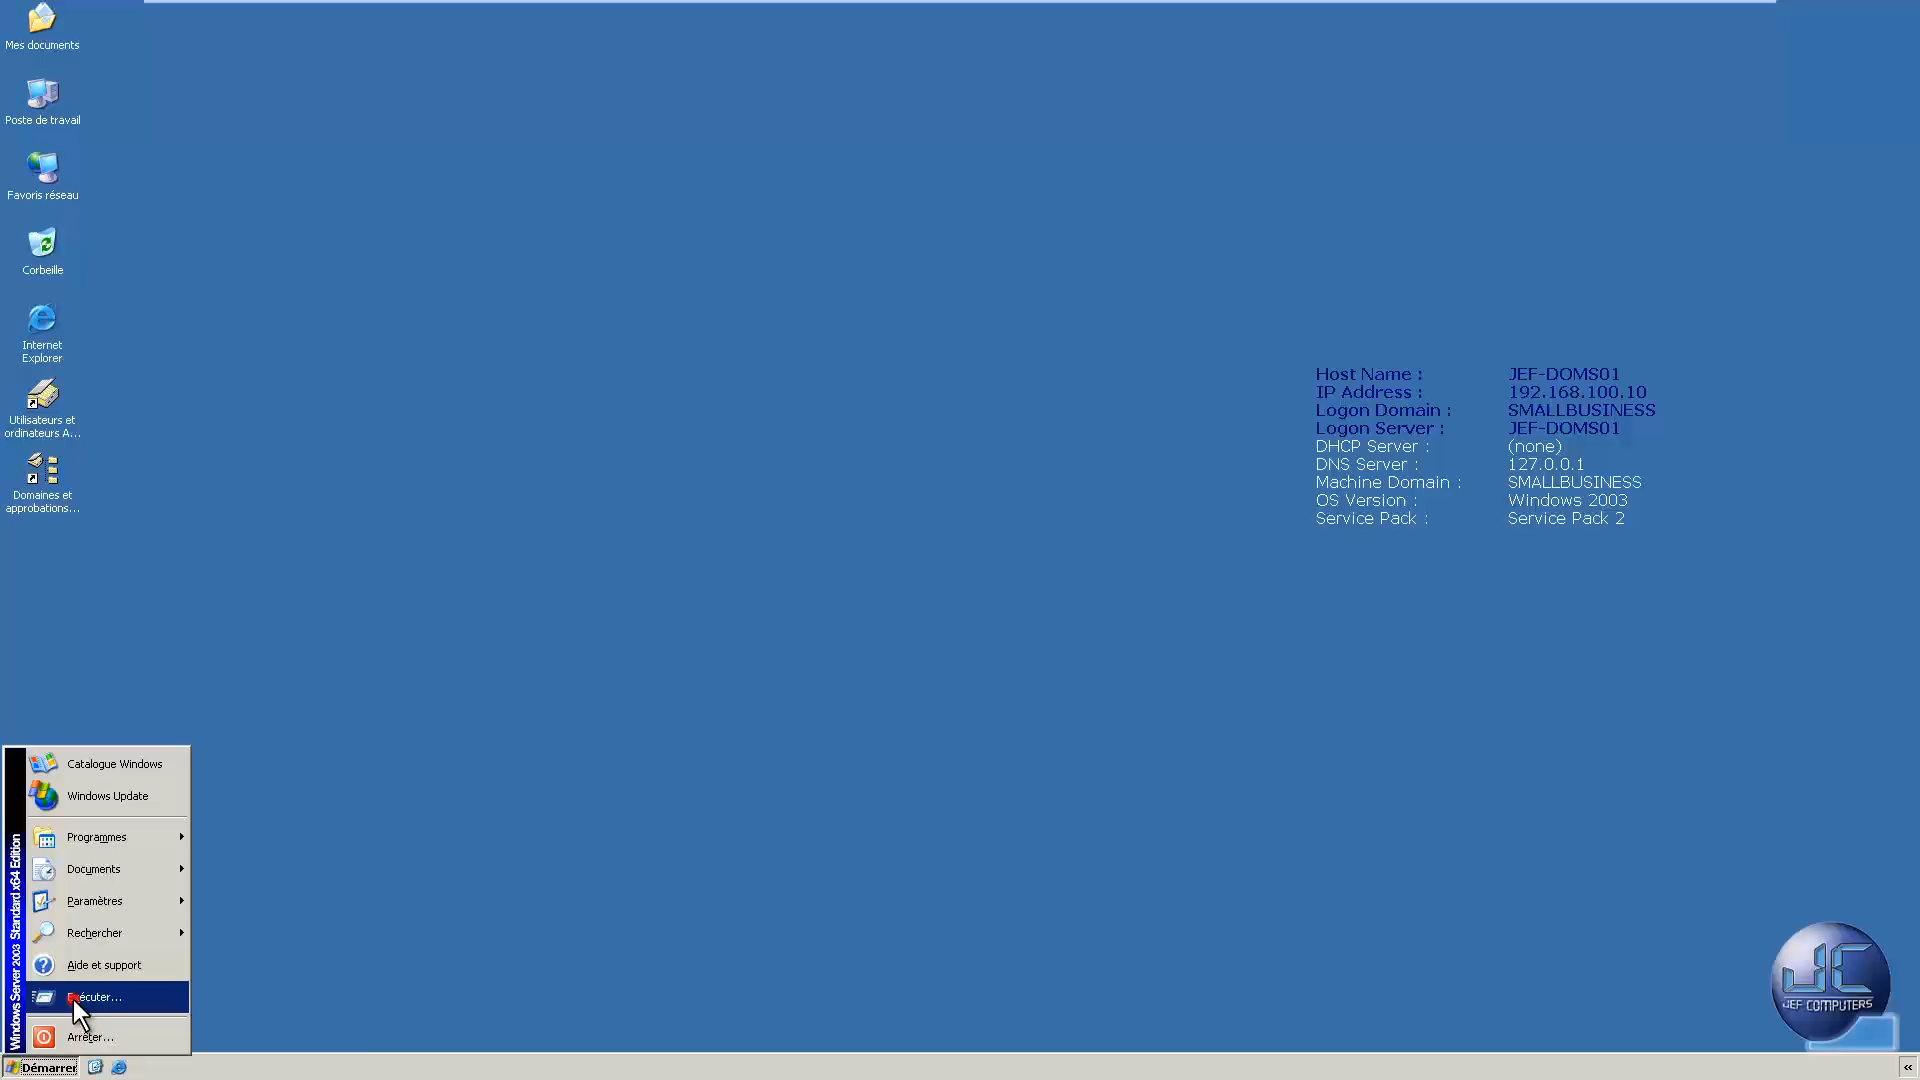 Mes documents
Poste de travail
Favoris réseau
Corbeille
Internet
Explorer
Utilisateurs et
ordinateurs A...
Domaines et
approbations...
Host Name : JEF-DOMS01
IP Address : 192.168.100.10
Logon Domain : SMALLBUSINESS
Logon Server : JEF-DOMS01
DHCP Server : (none)
DNS Server : 127.0.0.1
Machine Domain : SMALLBUSINESS
OS Version : Windows 2003
Service Pack : Service Pack 2
Windows Server 2003 Standard x64 Edition
Catalogue Windows
Windows Update
Programmes
Documents
Paramètres
Rechercher
Aide et support
Exécuter...
Arrêter...
JC
JEF COMPUTERS
Démarrer